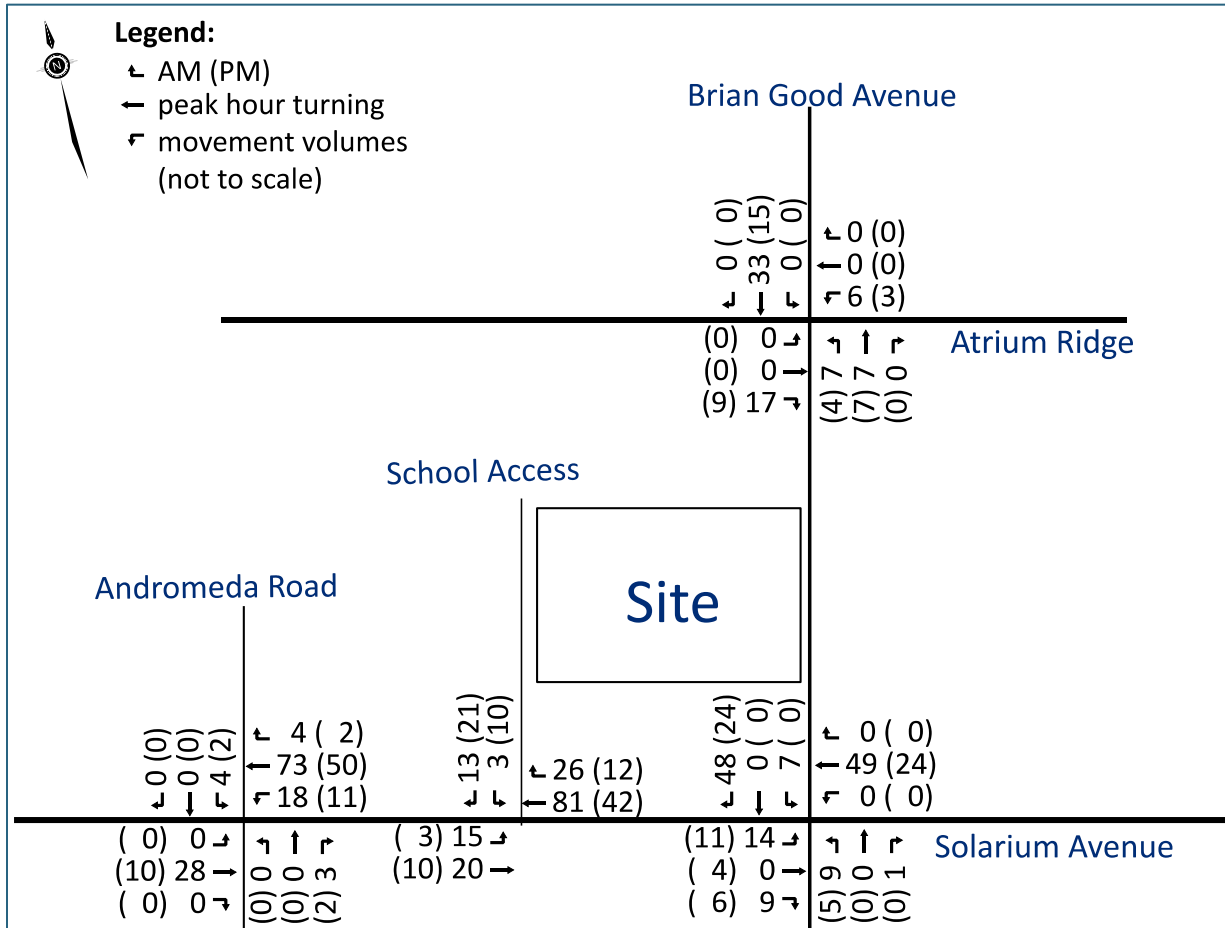 N
Legend:
AM (PM)
peak hour turning
movement volumes
(not to scale)
Brian Good Avenue
0 ( 0)
33 (15)
0 ( 0)
0 (0)
0 (0)
6 (3)
Atrium Ridge
(0) 0
(0) 0
(9) 17
(4) 7
(7) 7
(0) 0
School Access
Site
Andromeda Road
0 (0)
0 (0)
4 (2)
4 ( 2)
73 (50)
18 (11)
13 (21)
3 (10)
26 (12)
81 (42)
48 (24)
0 ( 0)
7 ( 0)
0 ( 0)
49 (24)
0 ( 0)
Solarium Avenue
( 0) 0
(10) 28
( 0) 0
(0) 0
(0) 0
(2) 3
( 3) 15
(10) 20
(11) 14
( 4) 0
( 6) 9
(5) 9
(0) 0
(0) 1